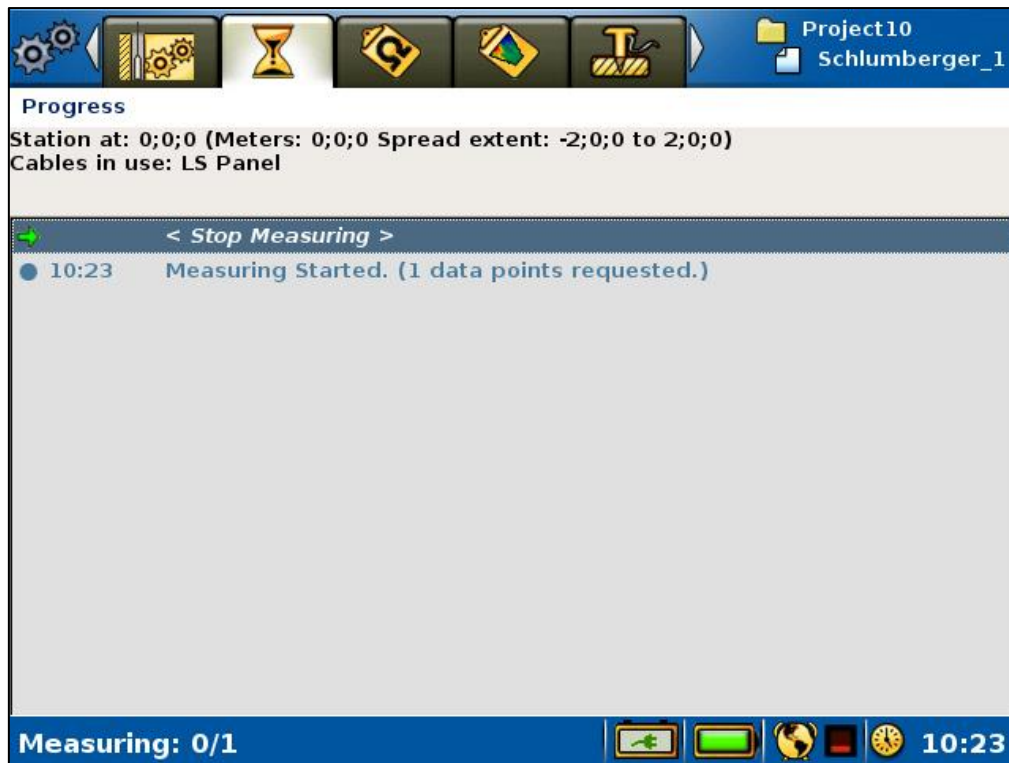 Project10
Schlumberger_1
Progress
Station at: 0;0;0 (Meters: 0;0;0 Spread extent: -2;0;0 to 2;0;0)
Cables in use: LS Panel
< Stop Measuring >
10:23 Measuring Started. (1 data points requested.)
Measuring: 0/1
10:23